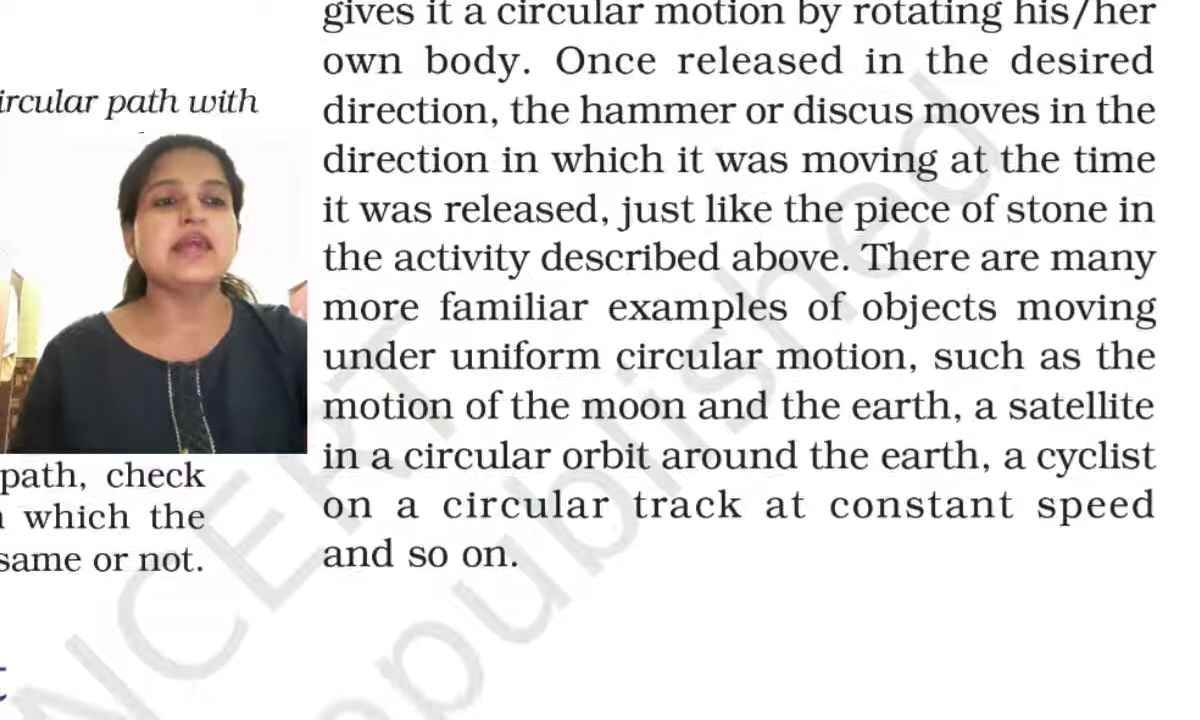 ircular path with
path, check
which the
same or not.
gives it a circular motion by rotating his/her
own body. Once released in the desired
direction, the hammer or discus moves in the
direction in which it was moving at the time
it was released, just like the piece of stone in
the activity described above. There are many
more familiar examples of objects moving
under uniform circular motion, such as the
motion of the moon and the earth, a satellite
in a circular orbit around the earth, a cyclist
on a circular track at constant speed
and so on.
NCERT
republished